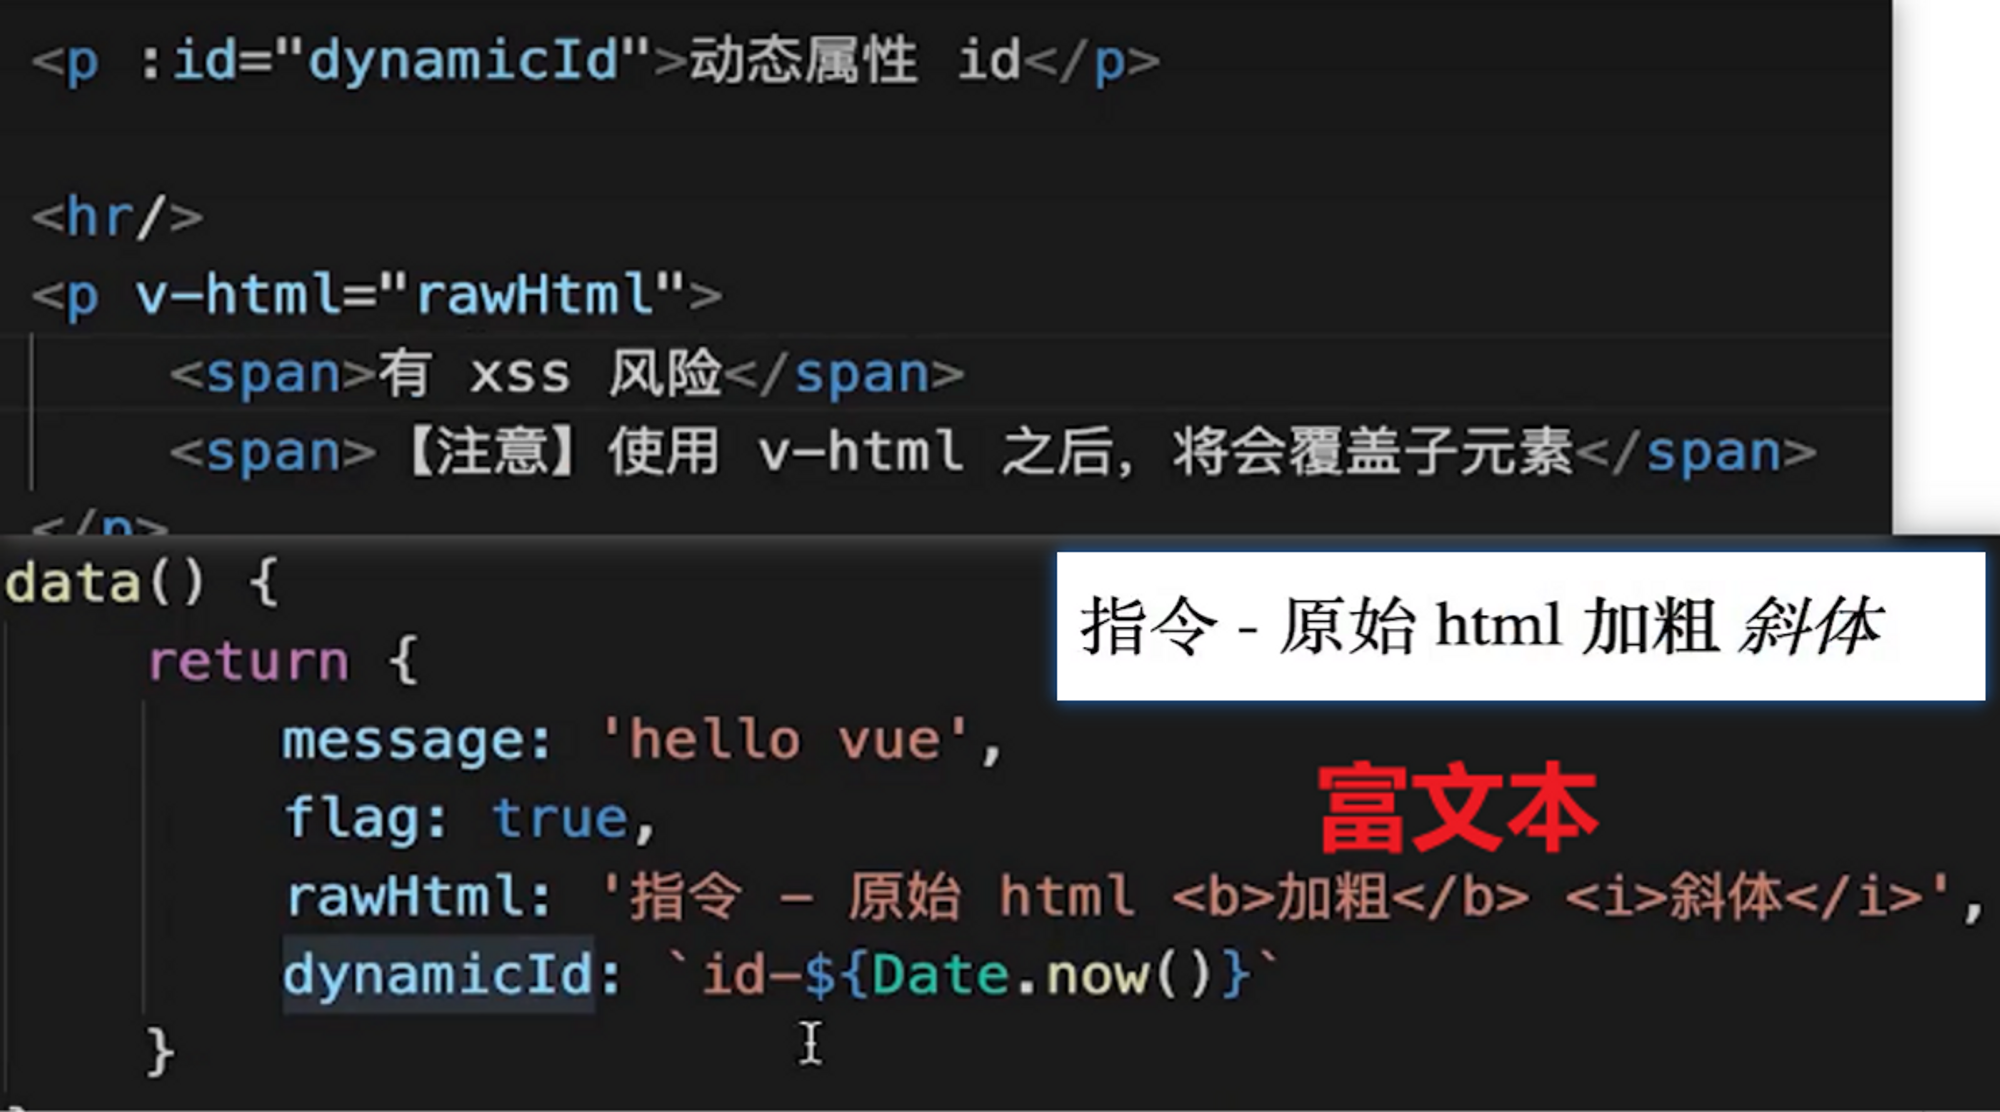 <p :id="dynamicId">动态属性 id</p>
<hr/>
<p v-html="rawHtml">
<span>有 xss 风险</span>
<span>【注意】使用 v-html 之后，将会覆盖子元素</span>
</p>
data() {
return {
message: 'hello vue',
flag: true,
rawHtml: '指令 - 原始 html <b>加粗</b> <i>斜体</i>',
dynamicId: `id-${Date.now()}`
}
指令 - 原始 html 加粗 斜体
富文本